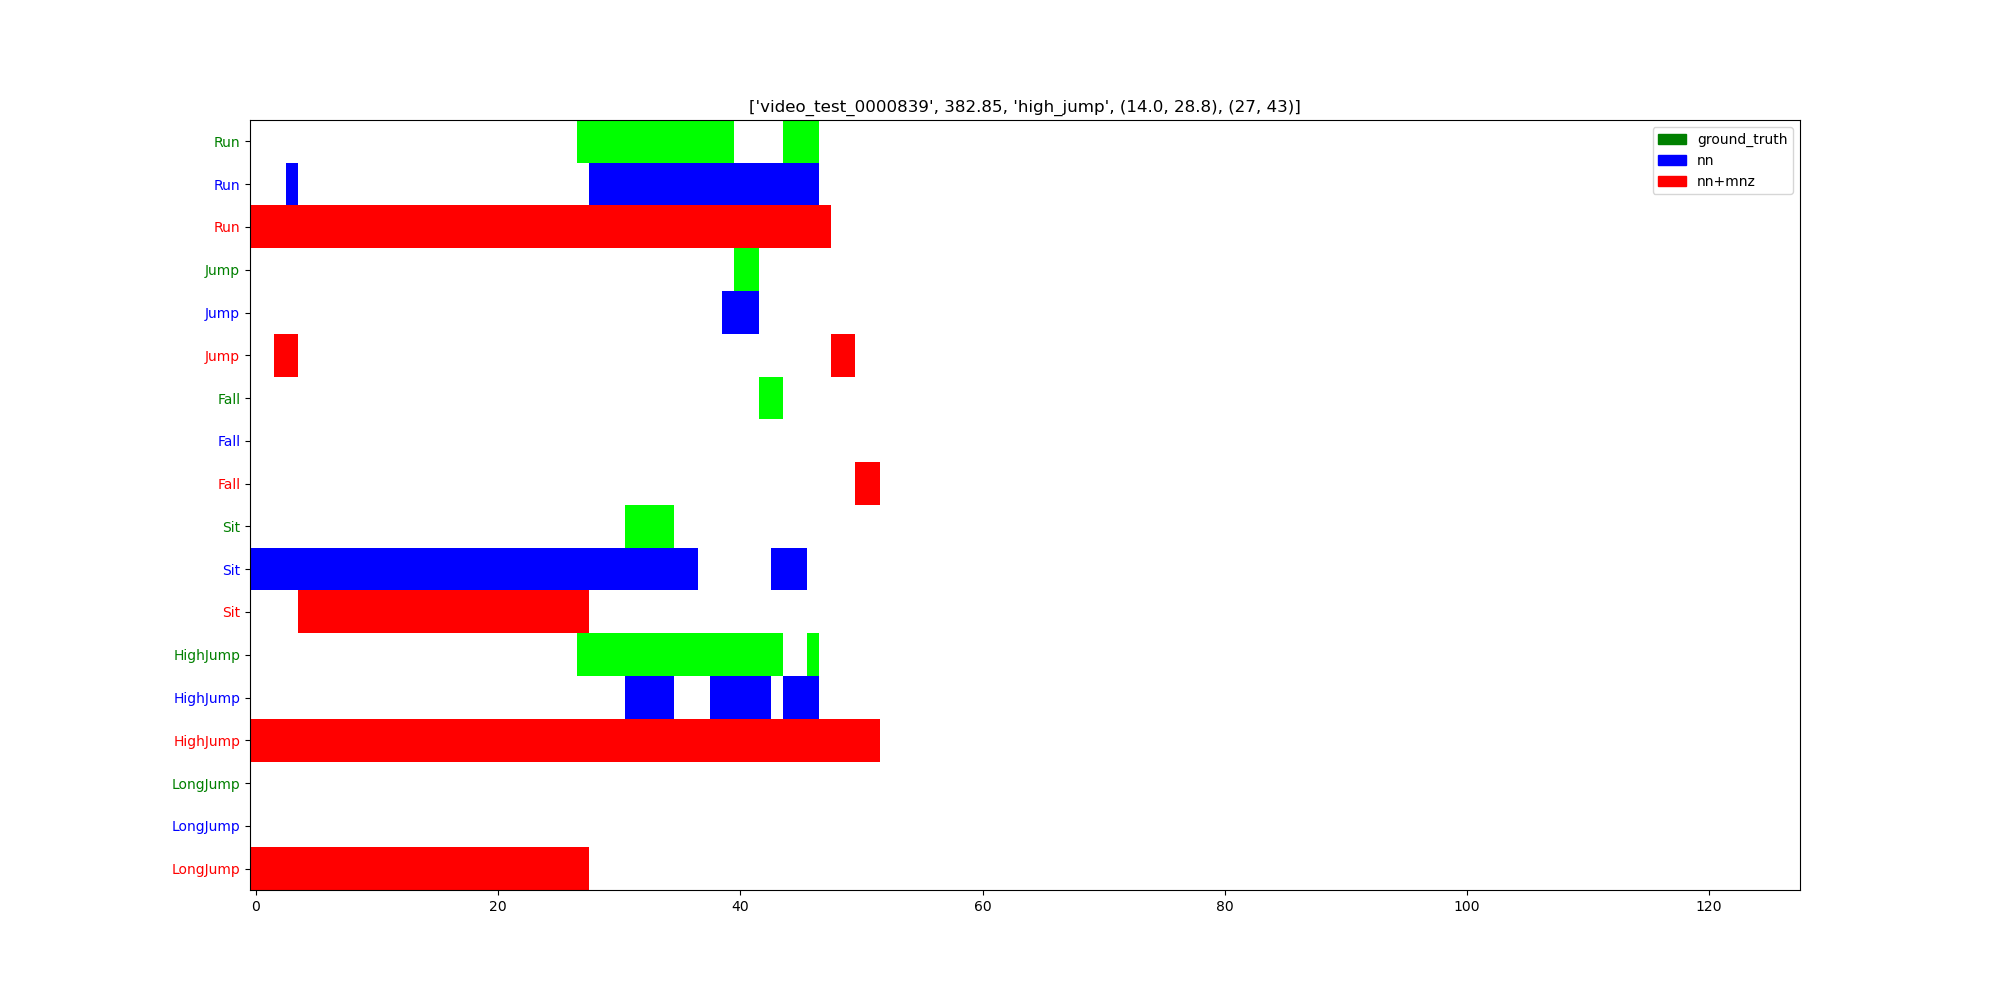 ['video_test_0000839', 382.85, 'high_jump', (14.0, 28.8), (27, 43)]
ground_truth
nn
nn+mnz
Run
Run
Run
Jump
Jump
Jump
Fall
Fall
Fall
Sit
Sit
Sit
HighJump
HighJump
HighJump
LongJump
LongJump
LongJump
0 20 40 60 80 100 120